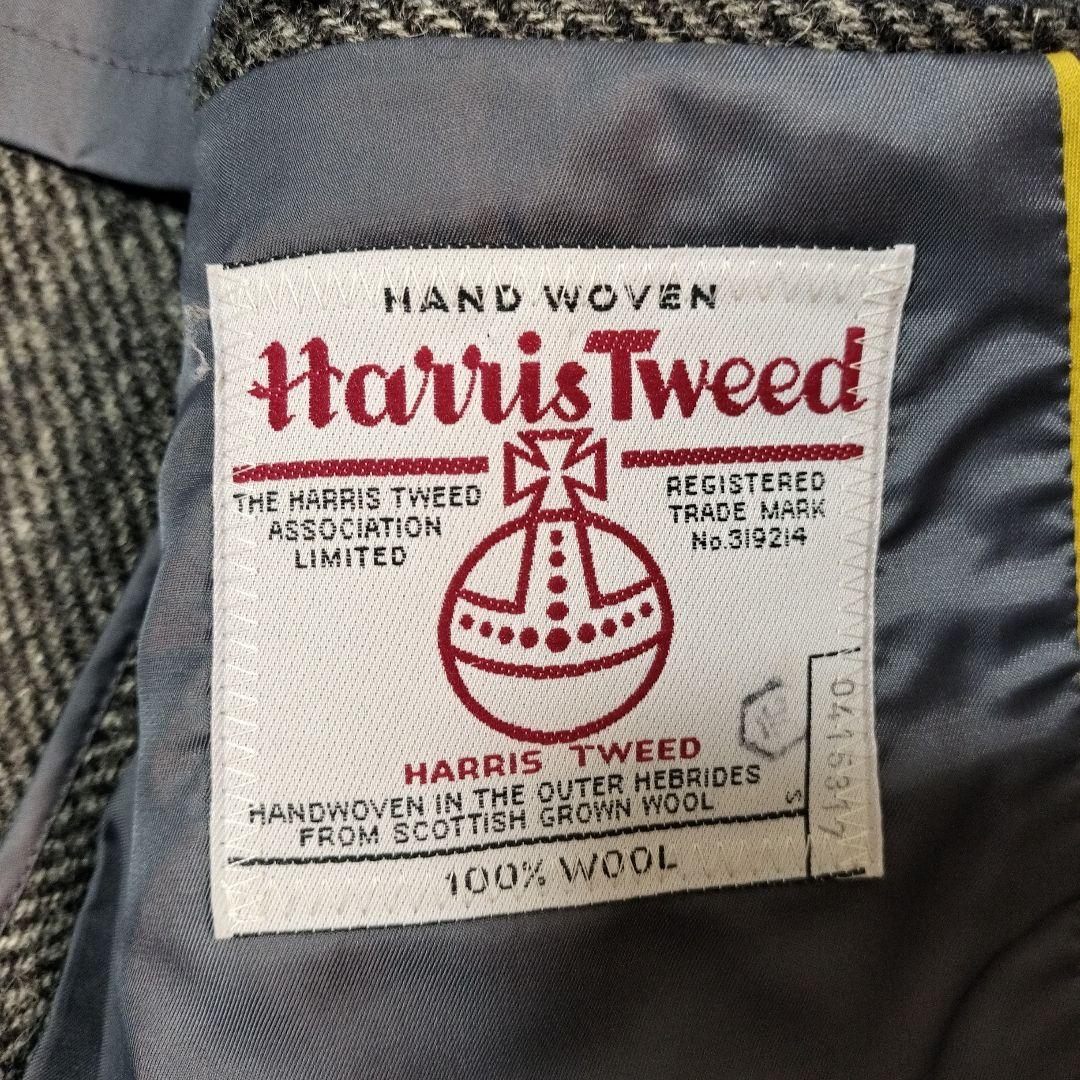 HAND WOVEN
Harris Tweed
THE HARRIS TWEED
ASSOCIATION
LIMITED
REGISTERED
TRADE MARK
No.319214
HARRIS TWEED
HANDWOVEN IN THE OUTER HEBRIDES
FROM SCOTTISH GROWN WOOL
100% WOOL
S